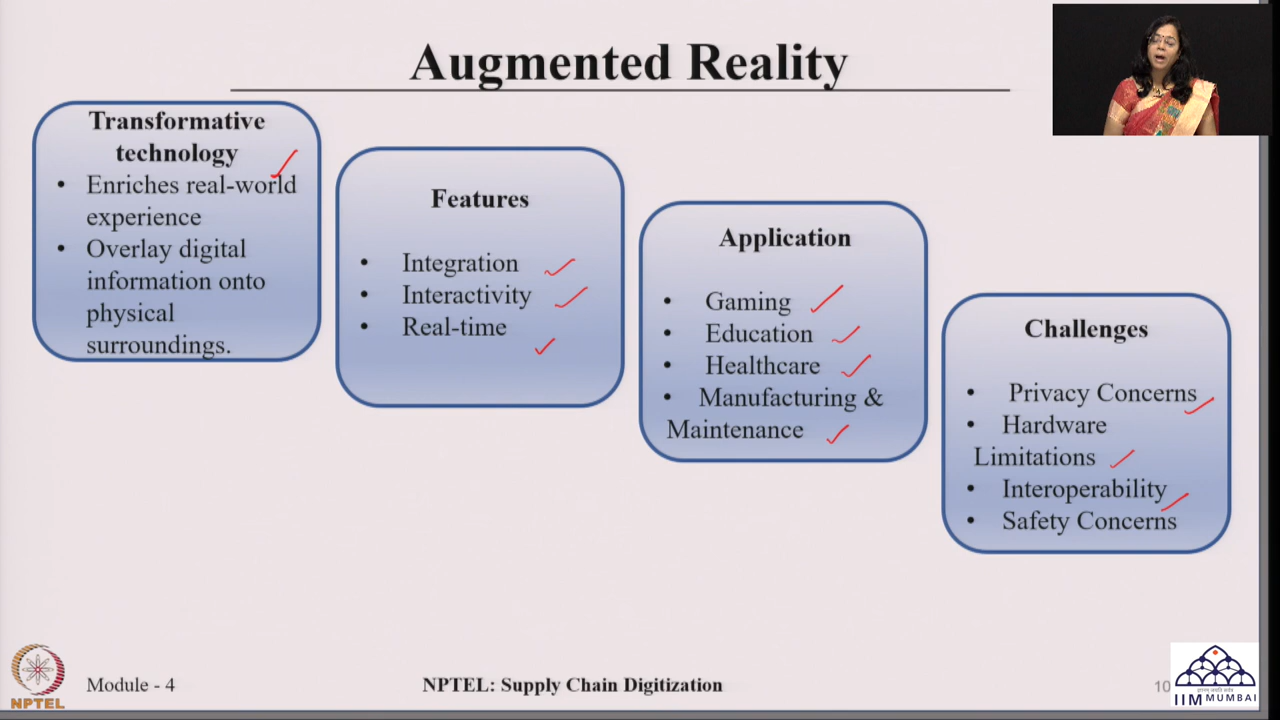 Augmented Reality
Transformative
technology
• Enriches real-world
experience
• Overlay digital
information onto
physical
surroundings.
Features
• Integration
• Interactivity
• Real-time
Application
• Gaming
• Education
• Healthcare
• Manufacturing &
Maintenance
Challenges
• Privacy Concerns
• Hardware
Limitations
• Interoperability
• Safety Concerns
NPTEL
Module - 4
NPTEL: Supply Chain Digitization
10
IIM MUMBAI